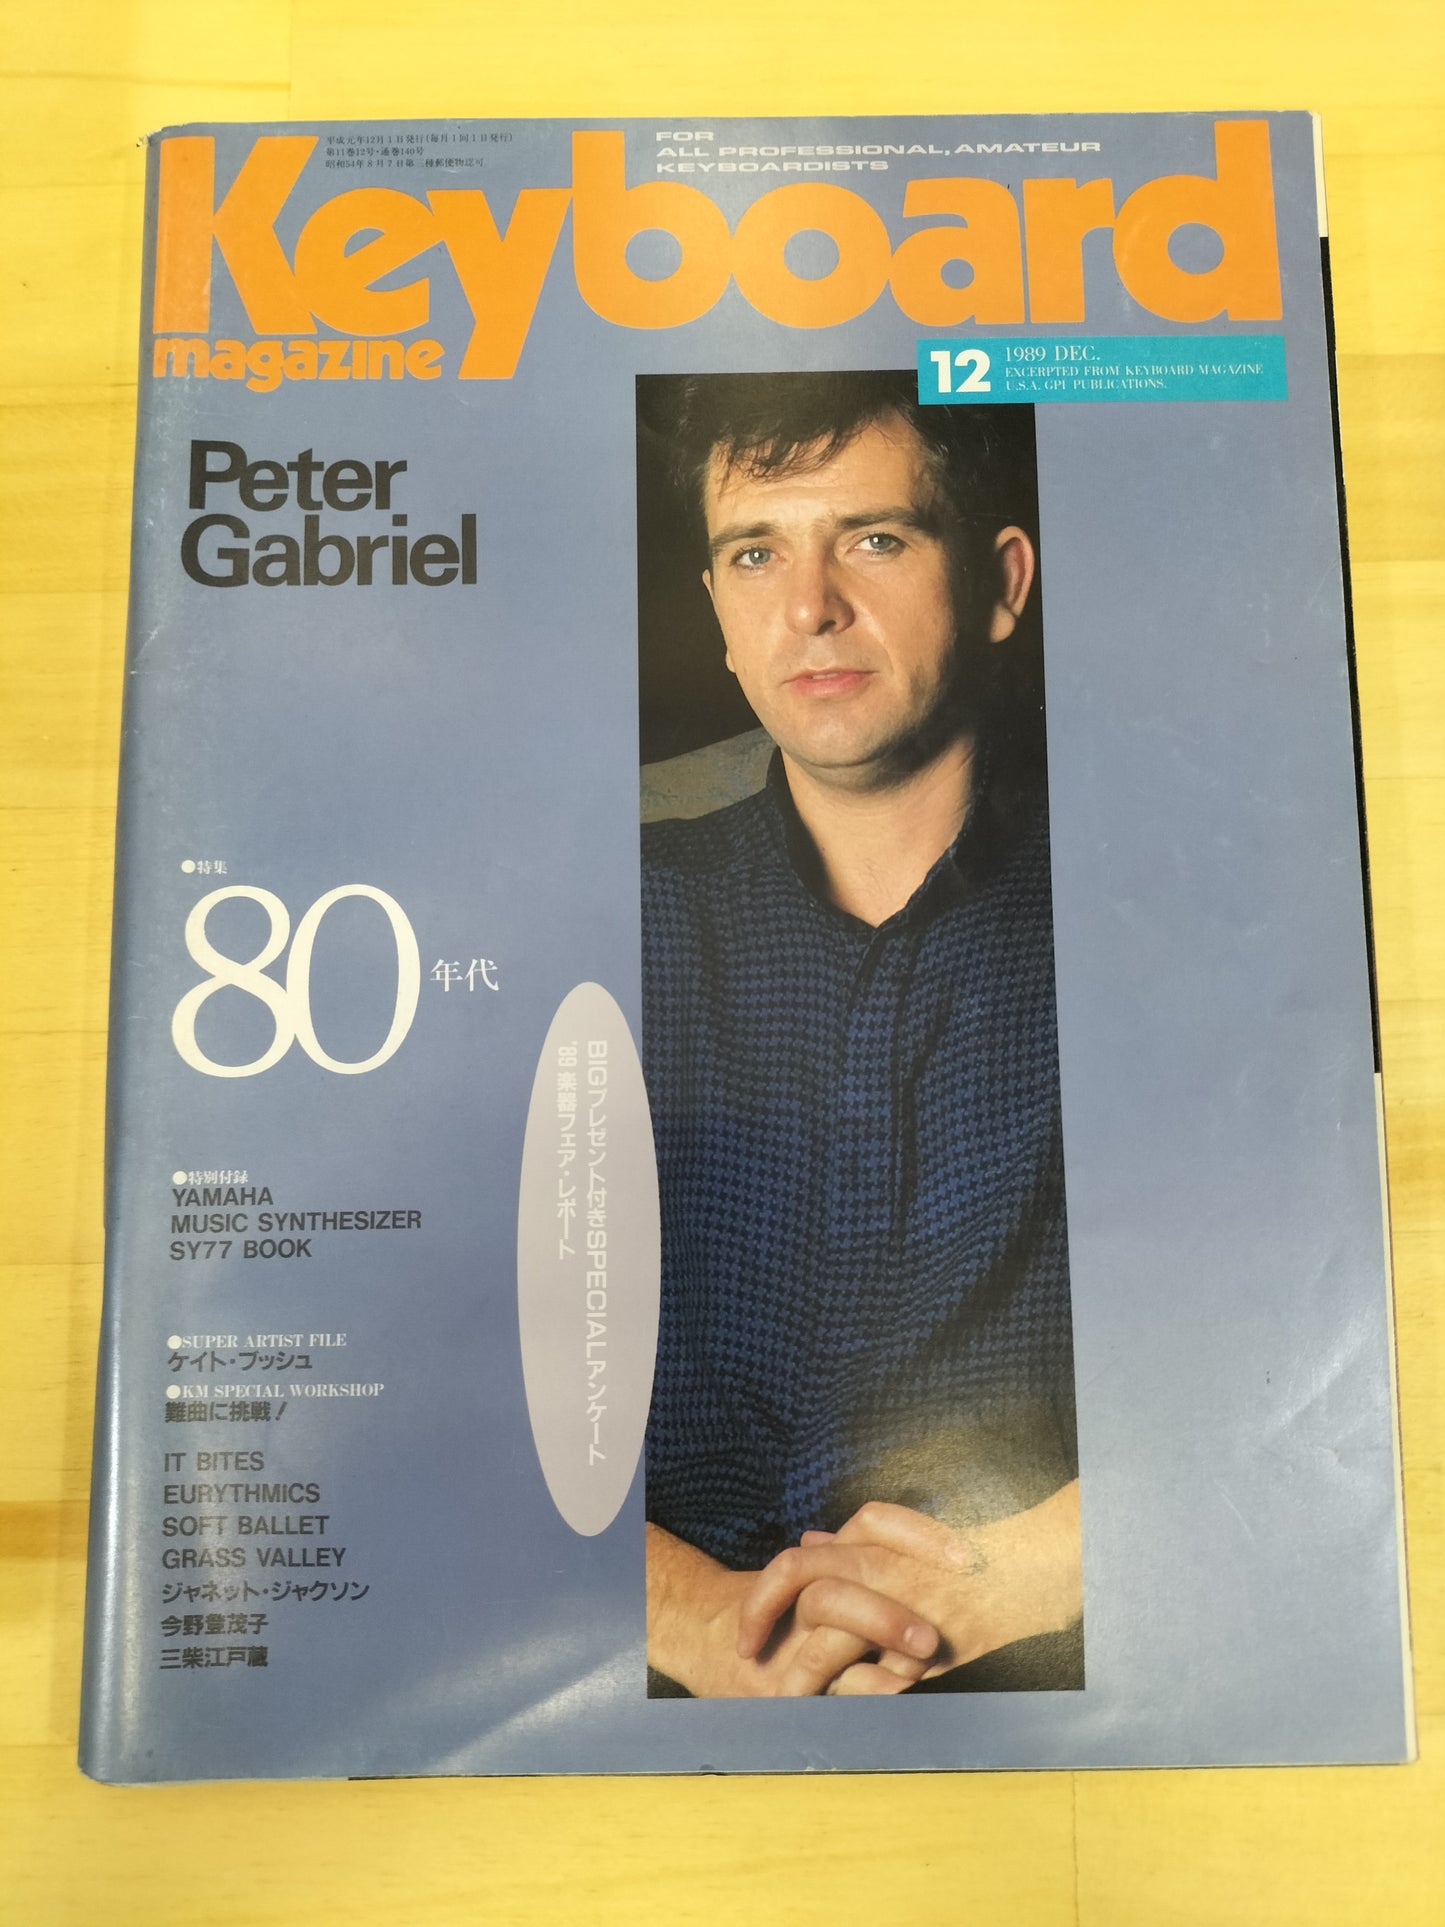 平成元年12月1日発行(毎月1回1日発行)
第11巻12号・通巻140号
昭和54年8月7日第三種郵便物認可
FOR
ALL PROFESSIONAL, AMATEUR
KEYBOARDISTS
Keyboard
magazine
12
1989 DEC.
EXCERPTED FROM KEYBOARD MAGAZINE
U.S.A. GPI PUBLICATIONS.
Peter
Gabriel
●特集
80年代
BIGプレゼント付きSPECIALアンケート
'89楽器フェア・レポート
●特別付録
YAMAHA
MUSIC SYNTHESIZER
SY77 BOOK
●SUPER ARTIST FILE
ケイト・ブッシュ
●KM SPECIAL WORKSHOP
難曲に挑戦!
IT BITES
EURYTHMICS
SOFT BALLET
GRASS VALLEY
ジャネット・ジャクソン
今野登茂子
三柴江戸蔵